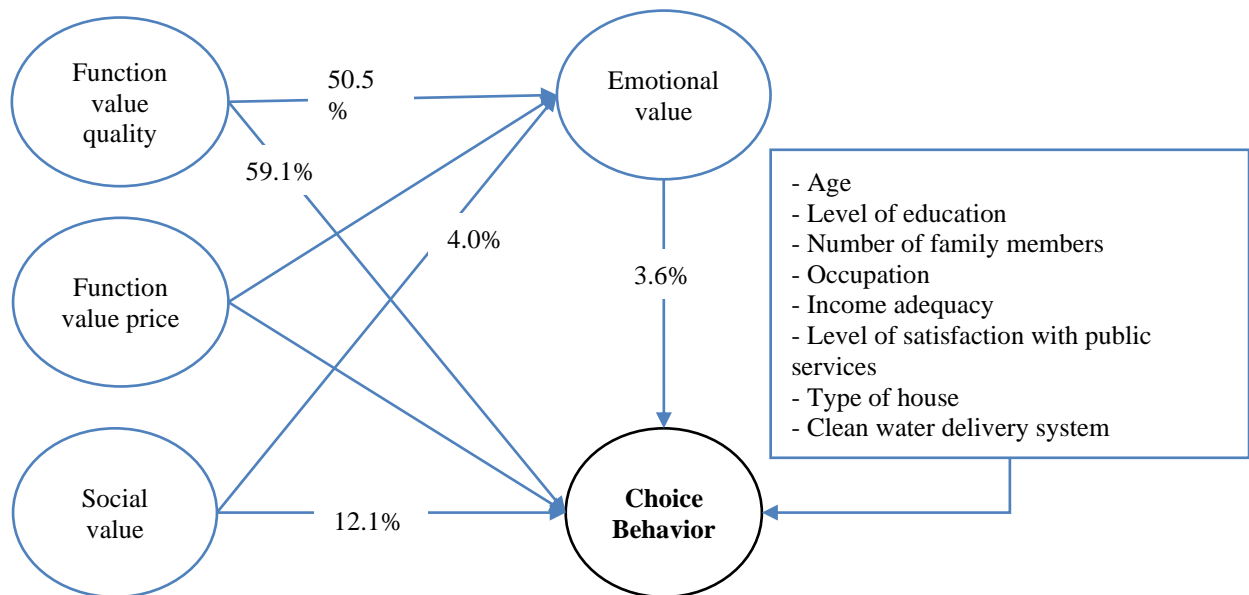 Function
value
quality
50.5
%
Emotional
value
59.1%
- Age
- Level of education
- Number of family members
- Occupation
- Income adequacy
- Level of satisfaction with public
services
- Type of house
- Clean water delivery system
4.0%
3.6%
Function
value price
Social
value
12.1%
Choice
Behavior